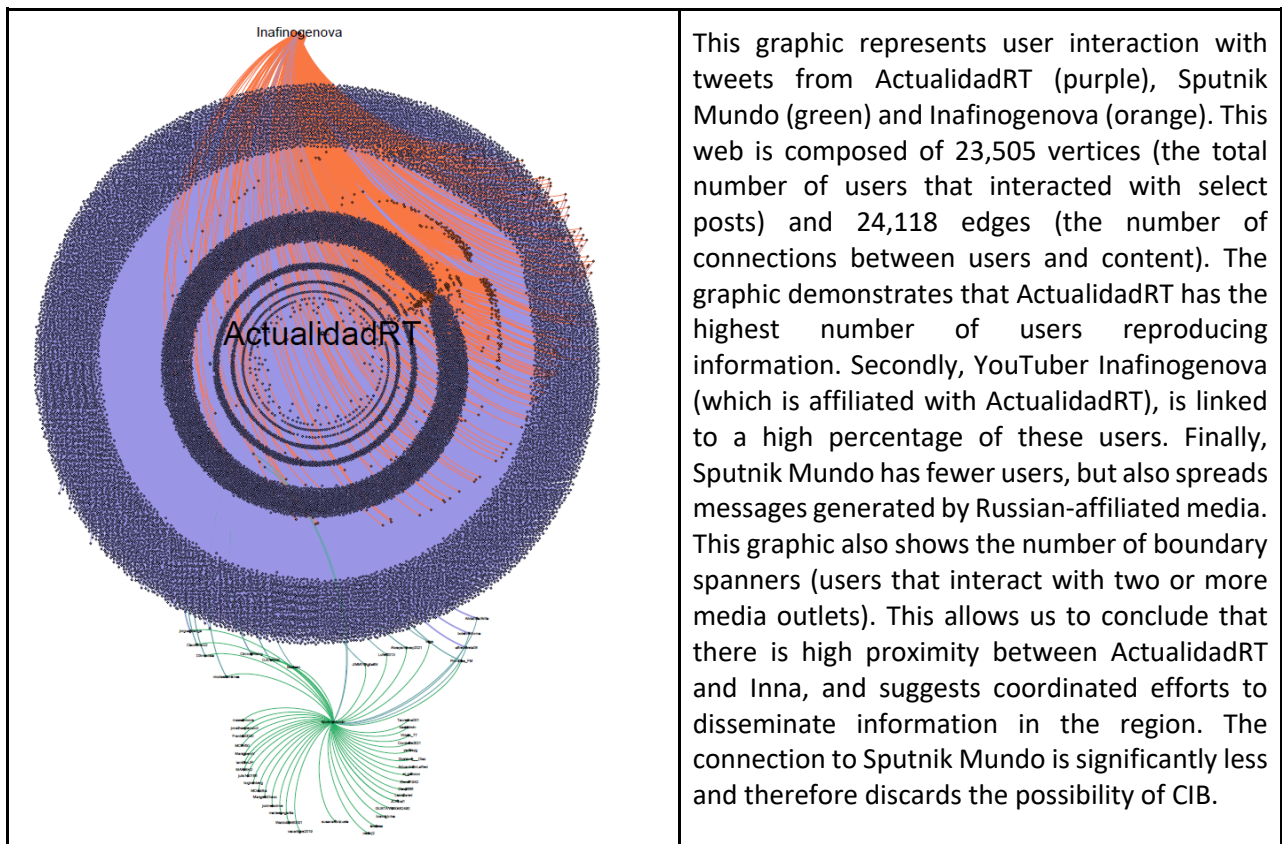 Inafinogenova
ActualidadRT
This graphic represents user interaction with
tweets from ActualidadRT (purple), Sputnik
Mundo (green) and Inafinogenova (orange). This
web is composed of 23,505 vertices (the total
number of users that interacted with select
posts) and 24,118 edges (the number of
connections between users and content). The
graphic demonstrates that ActualidadRT has the
highest number of users reproducing
information. Secondly, YouTuber Inafinogenova
(which is affiliated with ActualidadRT), is linked
to a high percentage of these users. Finally,
Sputnik Mundo has fewer users, but also spreads
messages generated by Russian-affiliated media.
This graphic also shows the number of boundary
spanners (users that interact with two or more
media outlets). This allows us to conclude that
there is high proximity between ActualidadRT
and Inna, and suggests coordinated efforts to
disseminate information in the region. The
connection to Sputnik Mundo is significantly less
and therefore discards the possibility of CIB.